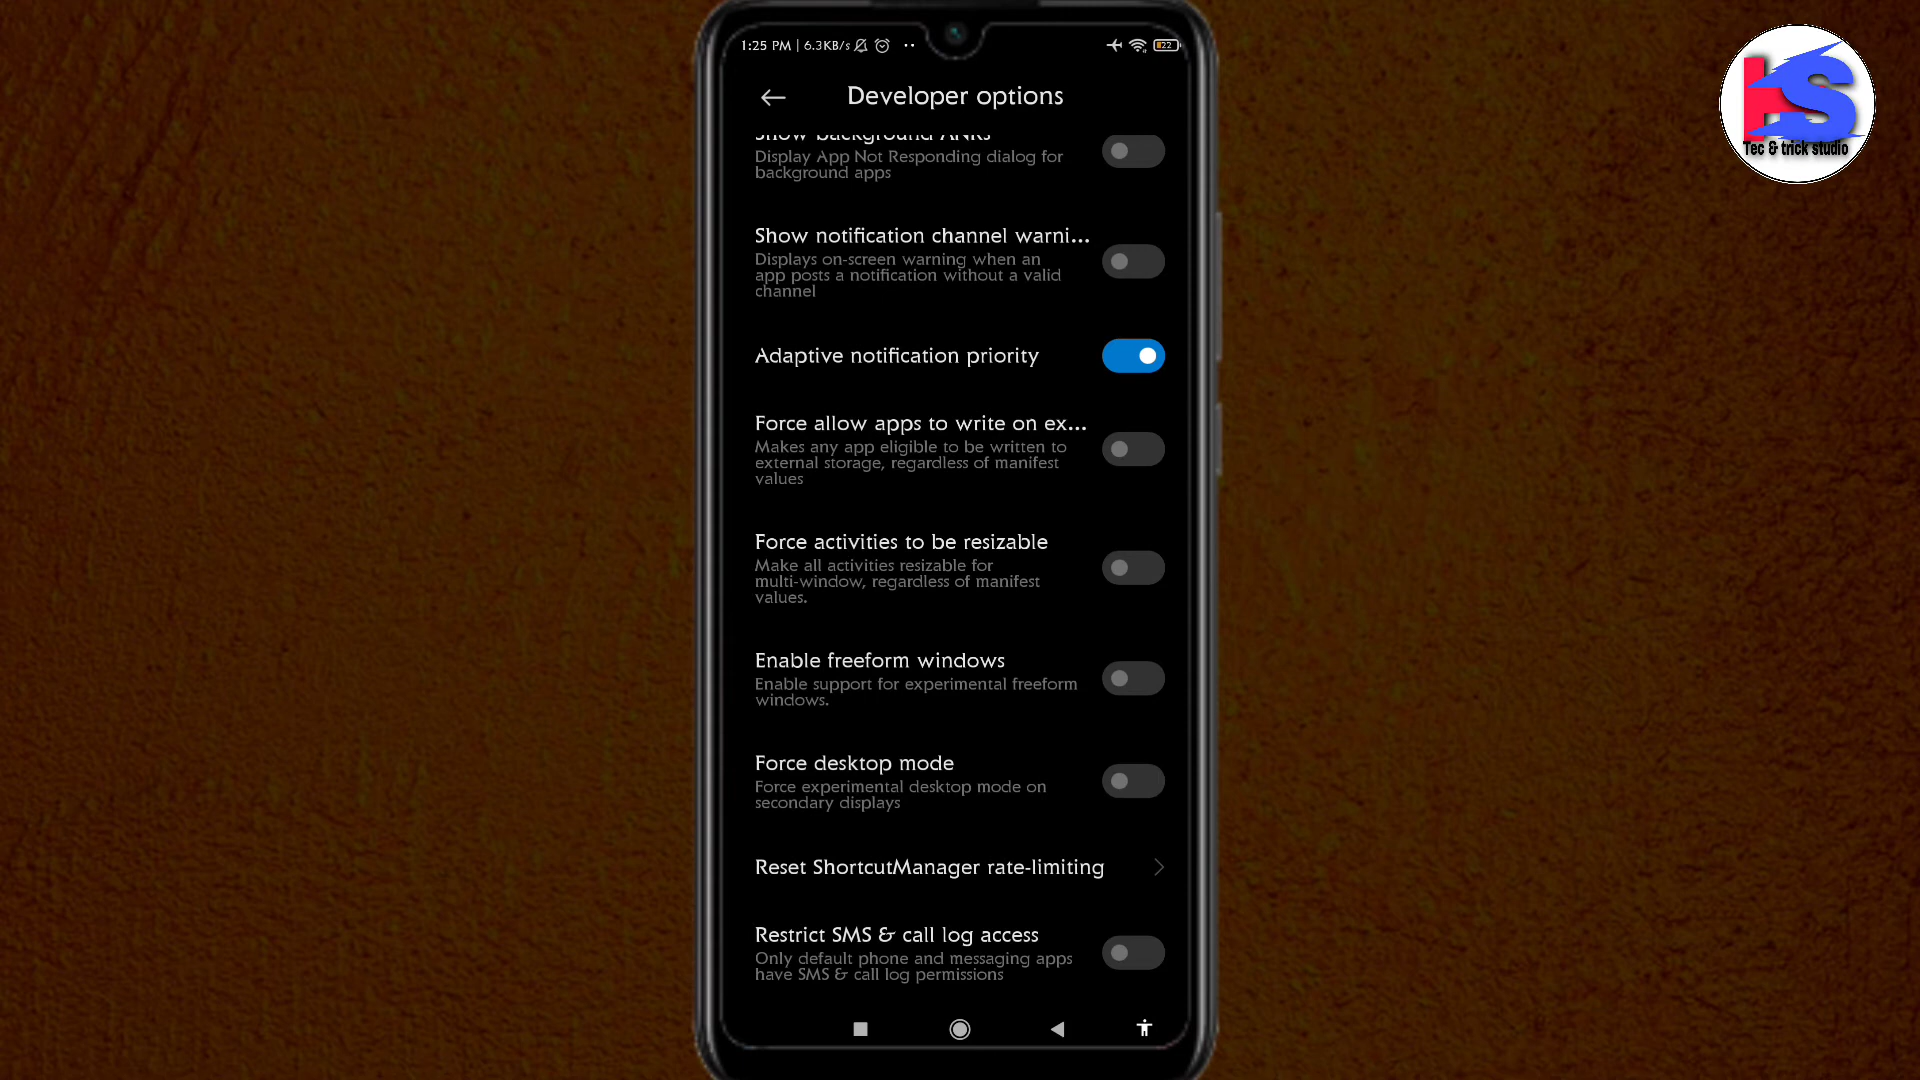 1:25 PM | 6.3KB/s
22
Tec & trick studio
Developer options
Show background ANRs
Display App Not Responding dialog for
background apps
Show notification channel warni...
Displays on-screen warning when an
app posts a notification without a valid
channel
Adaptive notification priority
Force allow apps to write on ex...
Makes any app eligible to be written to
external storage, regardless of manifest
values
Force activities to be resizable
Make all activities resizable for
multi-window, regardless of manifest
values.
Enable freeform windows
Enable support for experimental freeform
windows.
Force desktop mode
Force experimental desktop mode on
secondary displays
Reset ShortcutManager rate-limiting
Restrict SMS & call log access
Only default phone and messaging apps
have SMS & call log permissions